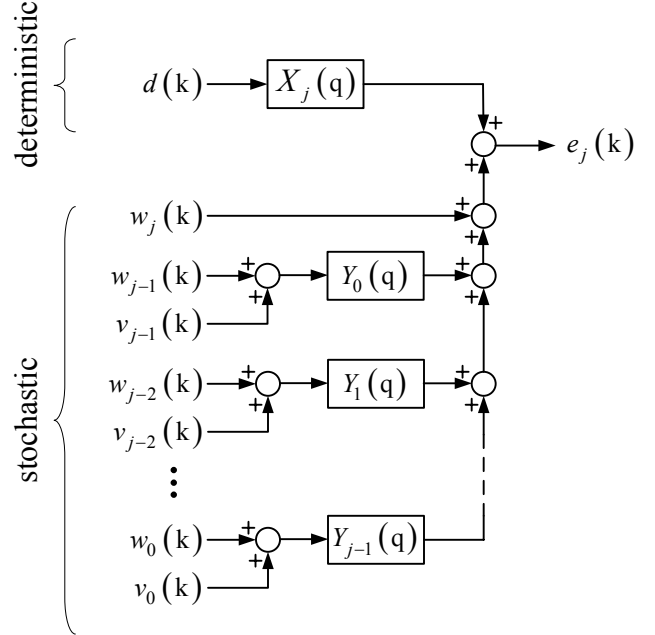 deterministic
d(k) X_j(q)
+
+ e_j(k)
w_j(k) + +
w_{j-1}(k) + + Y_0(q) + +
v_{j-1}(k)
w_{j-2}(k) + + Y_1(q) + +
v_{j-2}(k)
stochastic
...
w_0(k) + + Y_{j-1}(q)
v_0(k)